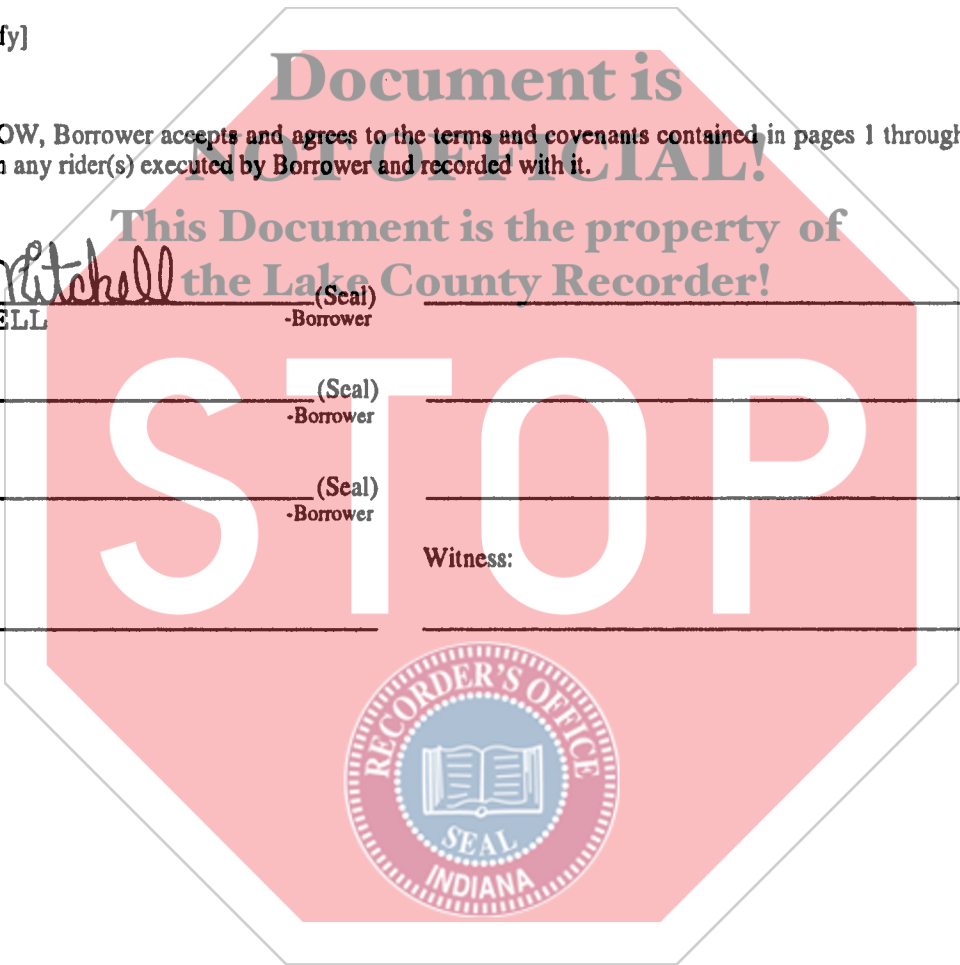 fy]
Document is
OW, Borrower accepts and agrees to the terms and covenants contained in pages 1 through
NOT OFFICIAL!
any rider(s) executed by Borrower and recorded with it.
This Document is the property of
Mitchell the Lake County Recorder!
(Seal)
ELL
-Borrower
(Seal)
-Borrower
(Seal)
-Borrower
Witness:
STOP
RECORDER'S OFFICE
SEAL
INDIANA